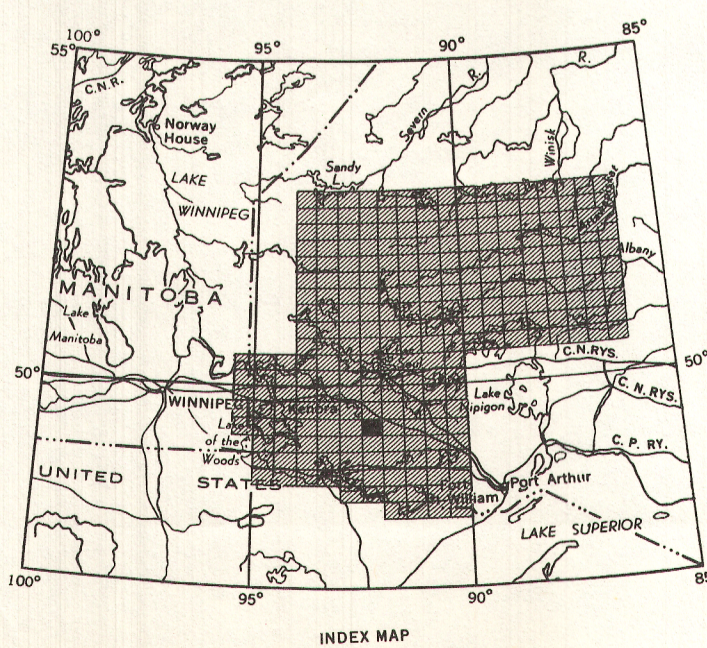 100°
55°
95°
90°
85°
C.N.R.
R.
R.
Norway
House
Severn
Winisk
Sandy
L.
LAKE
WINNIPEG
Attawapiskat
Albany
MANITOBA
Lake
Manitoba
C.N.RYS.
50°
50°
C. N. RYS.
WINNIPEG
Kenora
Lake
Nipigon
Lake
of the
Woods
C. P. RY.
UNITED STATES
Port Arthur
Fort
William
LAKE SUPERIOR
100°
95°
90°
85
INDEX MAP